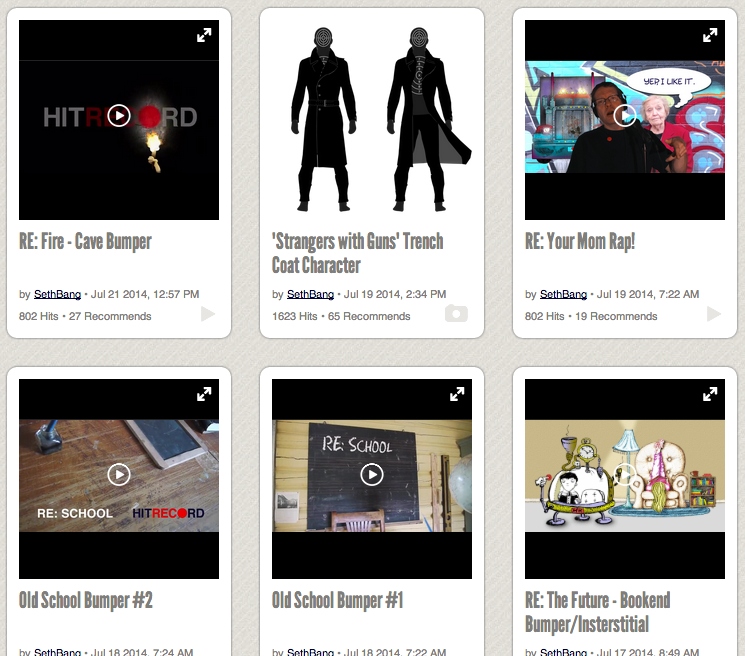 HITRECORD
RE: Fire - Cave Bumper
by SethBang • Jul 21 2014, 12:57 PM
802 Hits • 27 Recommends
'Strangers with Guns' Trench
Coat Character
by SethBang • Jul 19 2014, 2:34 PM
1623 Hits • 65 Recommends
YEP I LIKE IT.
RE: Your Mom Rap!
by SethBang • Jul 19 2014, 7:22 AM
802 Hits • 19 Recommends
RE: SCHOOL HITRECORD
Old School Bumper #2
by SethBang • Jul 18 2014, 7:24 AM
RE: SCHOOL
Old School Bumper #1
by SethBang • Jul 18 2014, 7:22 AM
RE: The Future - Bookend
Bumper/Insterstitial
by SethBang • Jul 17 2014, 8:49 AM